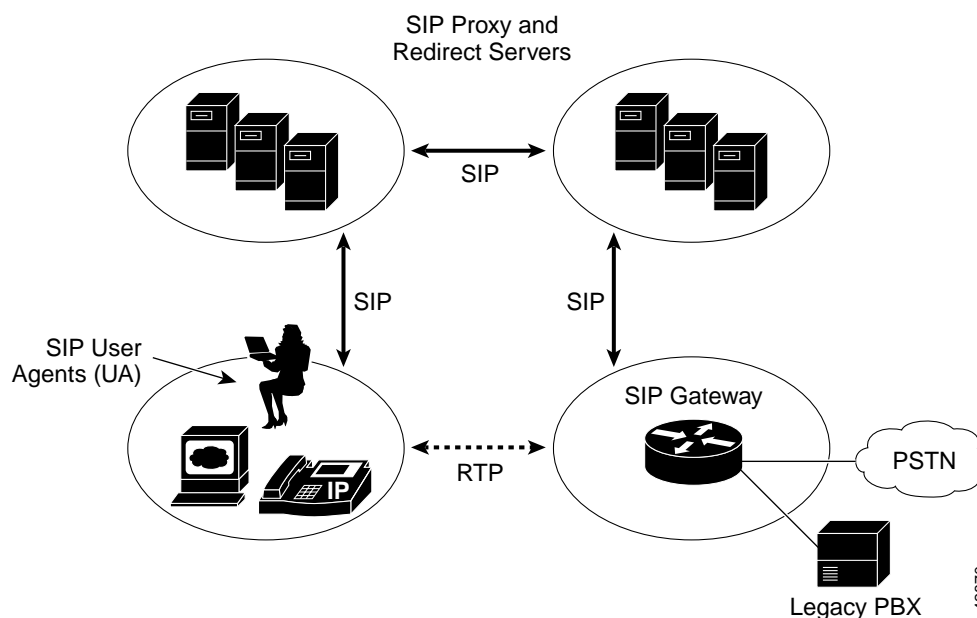 SIP Proxy and
Redirect Servers
SIP
SIP
SIP
SIP User
Agents (UA)
SIP Gateway
RTP
IP
PSTN
Legacy PBX